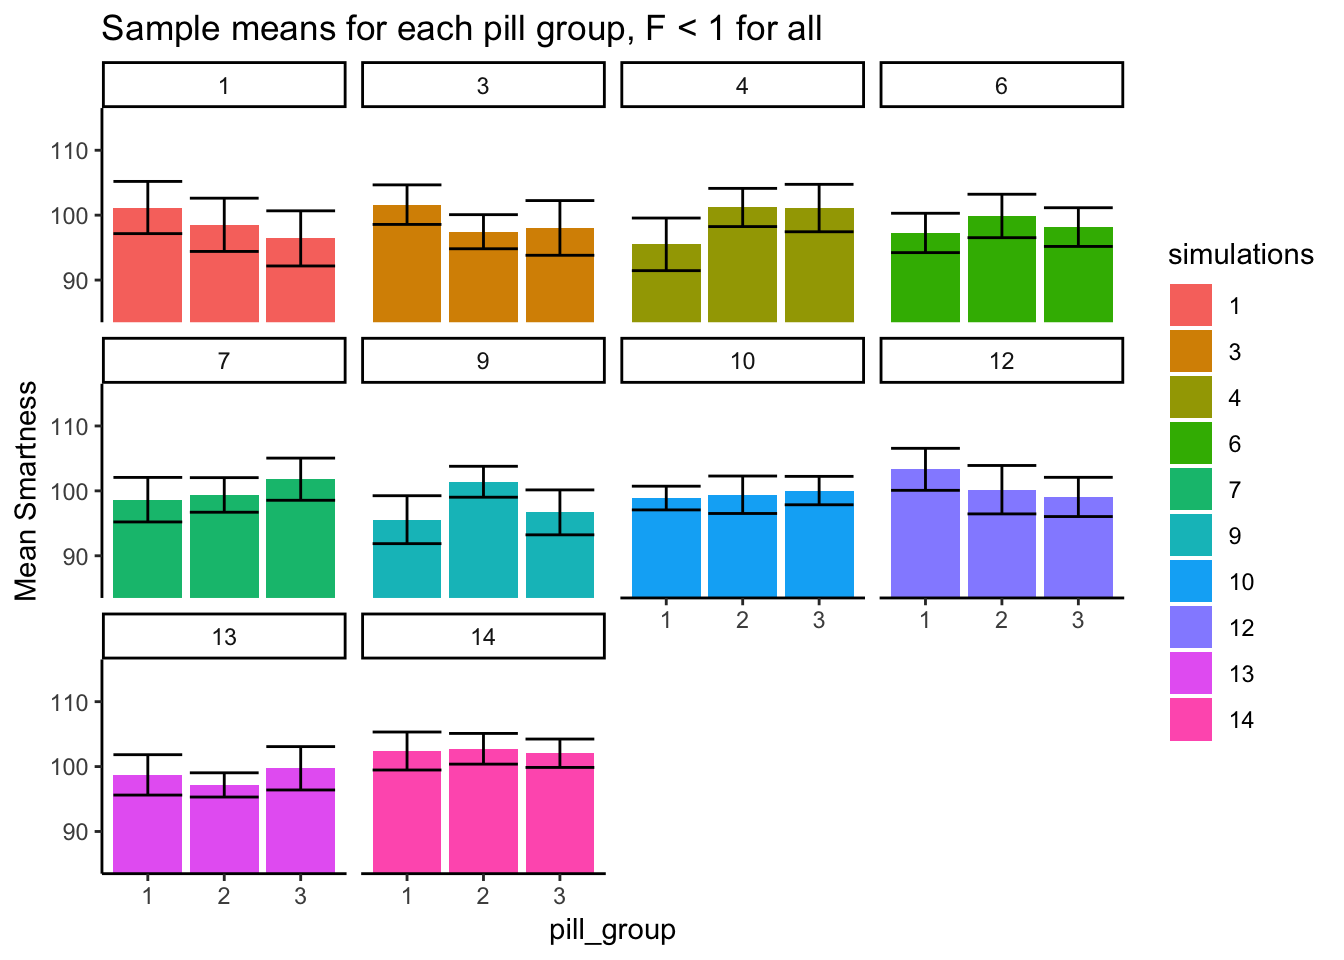 Sample means for each pill group, F < 1 for all
1 3 4 6
110
100
90
7 9 10 12
110
100
90
1 2 3 1 2 3
13 14
110
100
90
1 2 3 1 2 3
pill_group
Mean Smartness
simulations
1
3
4
6
7
9
10
12
13
14